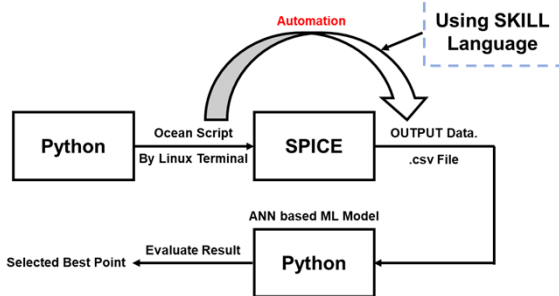 Automation
Using SKILL
Language
Python
Ocean Script
By Linux Terminal
SPICE
OUTPUT Data.
.csv File
ANN based ML Model
Selected Best Point
Evaluate Result
Python